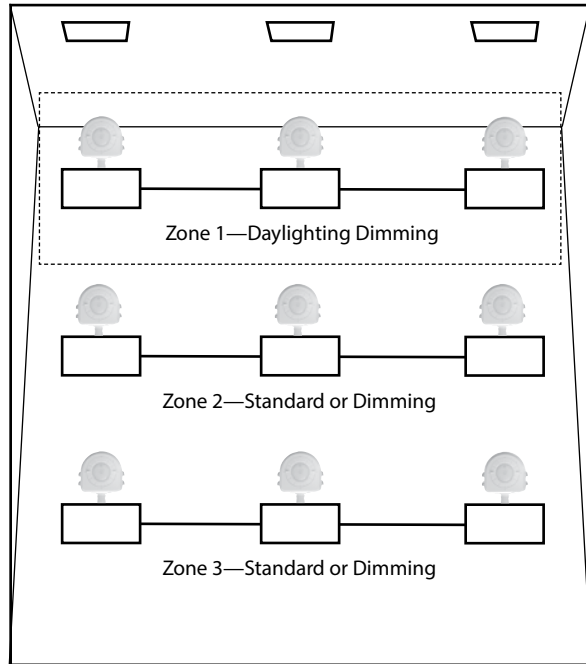 Zone 1—Daylighting Dimming
Zone 2—Standard or Dimming
Zone 3—Standard or Dimming